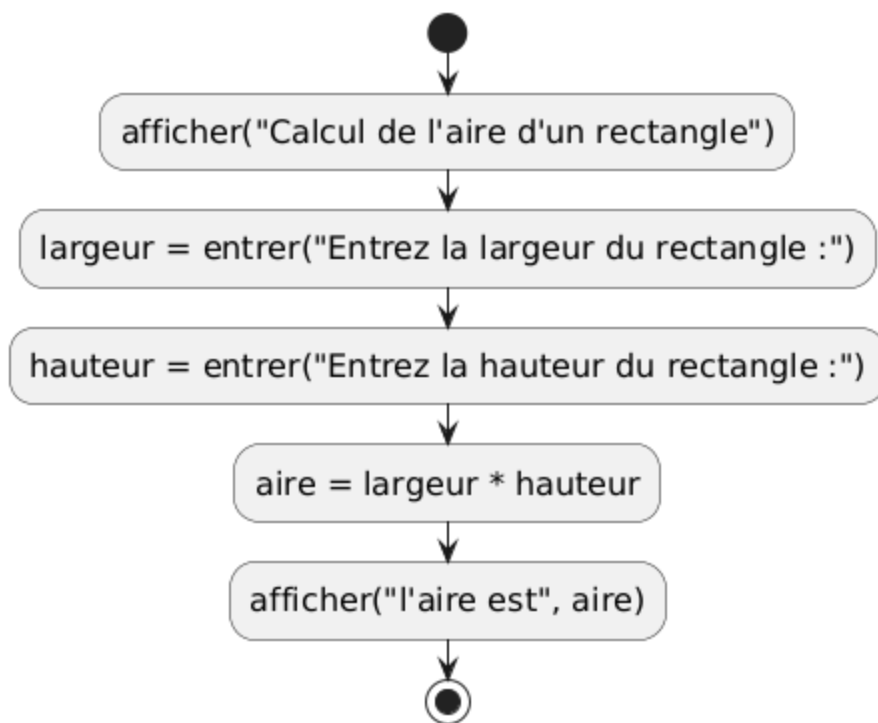 afficher("Calcul de l'aire d'un rectangle")
largeur = entrer("Entrez la largeur du rectangle :")
hauteur = entrer("Entrez la hauteur du rectangle :")
aire = largeur * hauteur
afficher("l'aire est", aire)